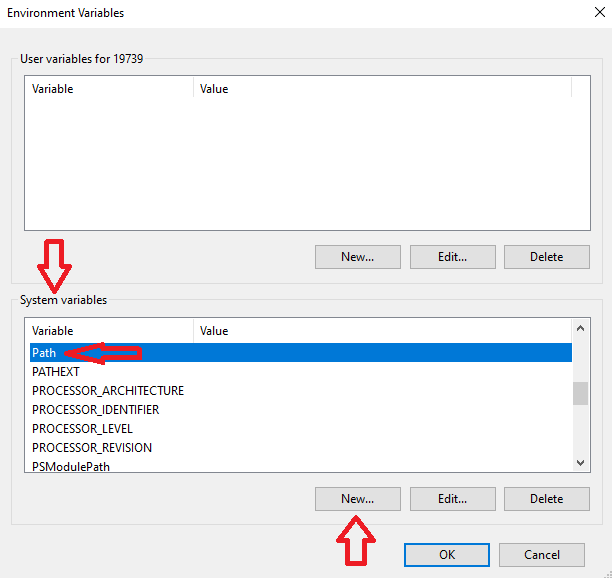 Environment Variables
User variables for 19739
Variable Value
New... Edit... Delete
System variables
Variable Value
Path
PATHEXT
PROCESSOR_ARCHITECTURE
PROCESSOR_IDENTIFIER
PROCESSOR_LEVEL
PROCESSOR_REVISION
PSModulePath
New... Edit... Delete
OK Cancel